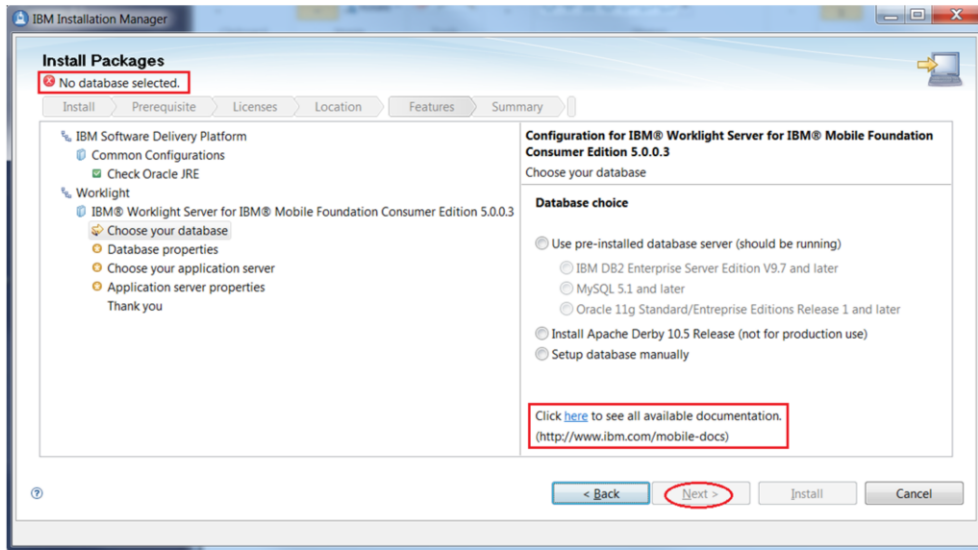 IBM Installation Manager
Install Packages
No database selected.
Install Prerequisite Licenses Location Features Summary
IBM Software Delivery Platform
Common Configurations
Check Oracle JRE
Worklight
IBM® Worklight Server for IBM® Mobile Foundation Consumer Edition 5.0.0.3
Choose your database
Database properties
Choose your application server
Application server properties
Thank you
Configuration for IBM® Worklight Server for IBM® Mobile Foundation
Consumer Edition 5.0.0.3
Choose your database
Database choice
Use pre-installed database server (should be running)
IBM DB2 Enterprise Server Edition V9.7 and later
MySQL 5.1 and later
Oracle 11g Standard/Entreprise Editions Release 1 and later
Install Apache Derby 10.5 Release (not for production use)
Setup database manually
Click here to see all available documentation.
(http://www.ibm.com/mobile-docs)
? < Back Next > Install Cancel